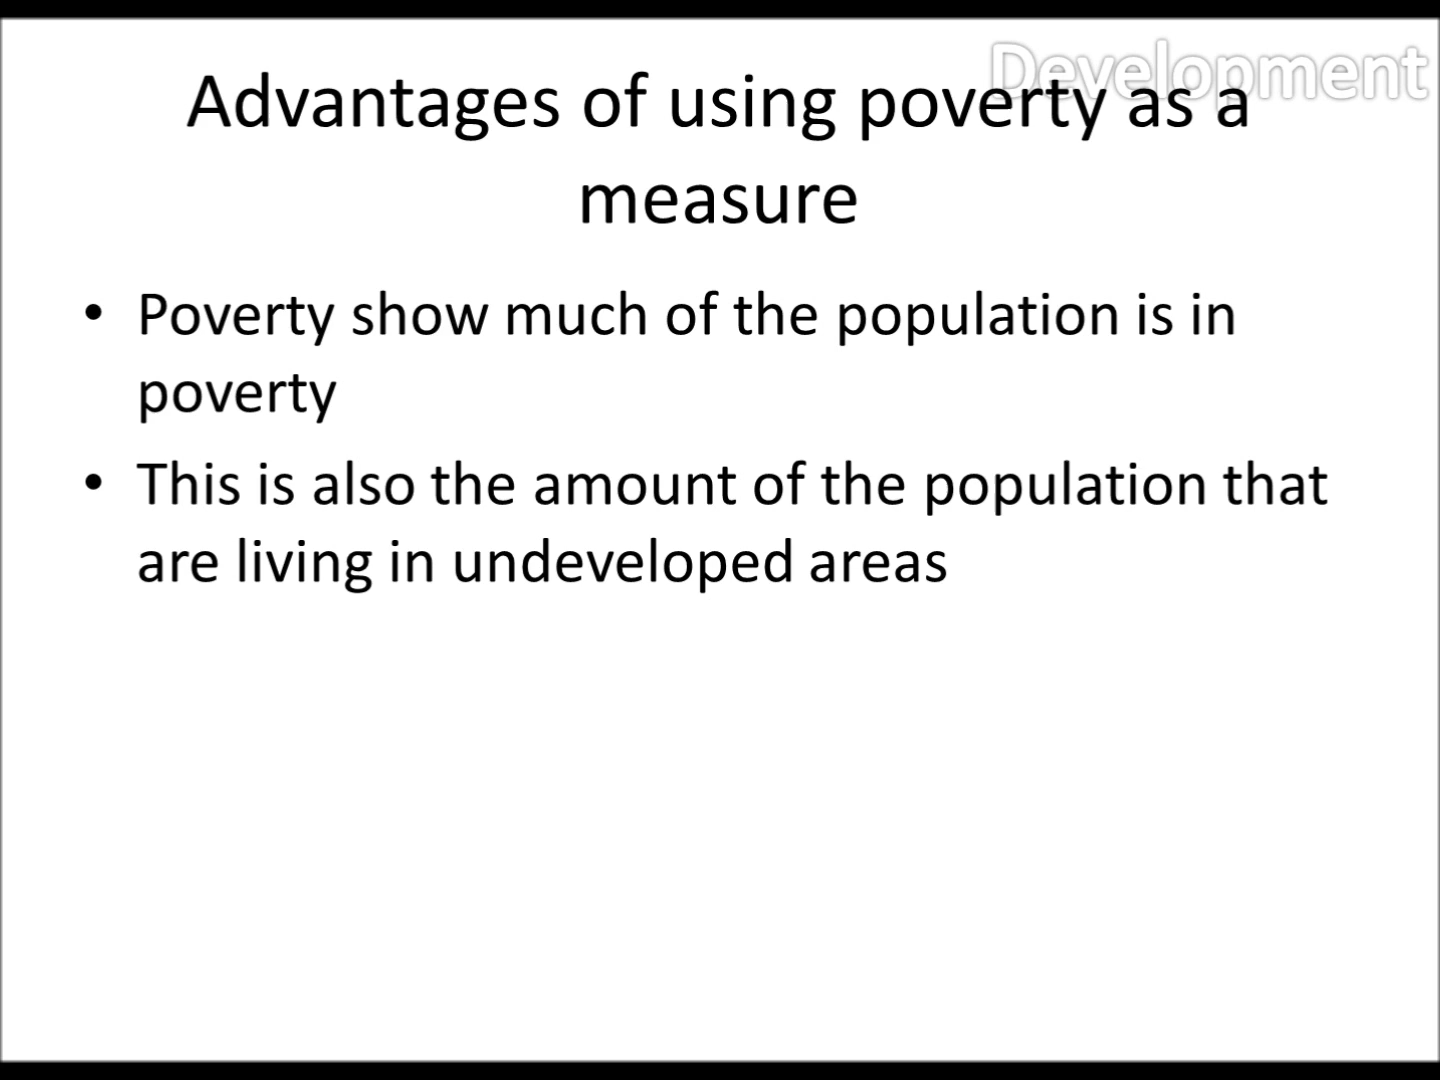 Development
Advantages of using poverty as a
measure
• Poverty show much of the population is in
poverty
• This is also the amount of the population that
are living in undeveloped areas